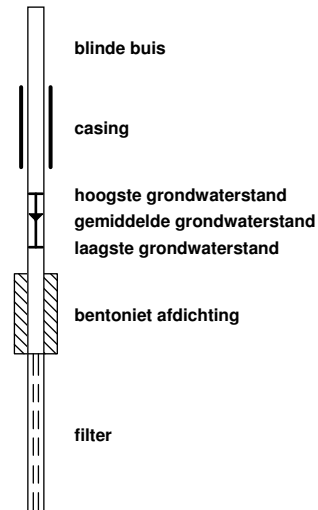 blinde buis
casing
hoogste grondwaterstand
gemiddelde grondwaterstand
laagste grondwaterstand
bentoniet afdichting
filter